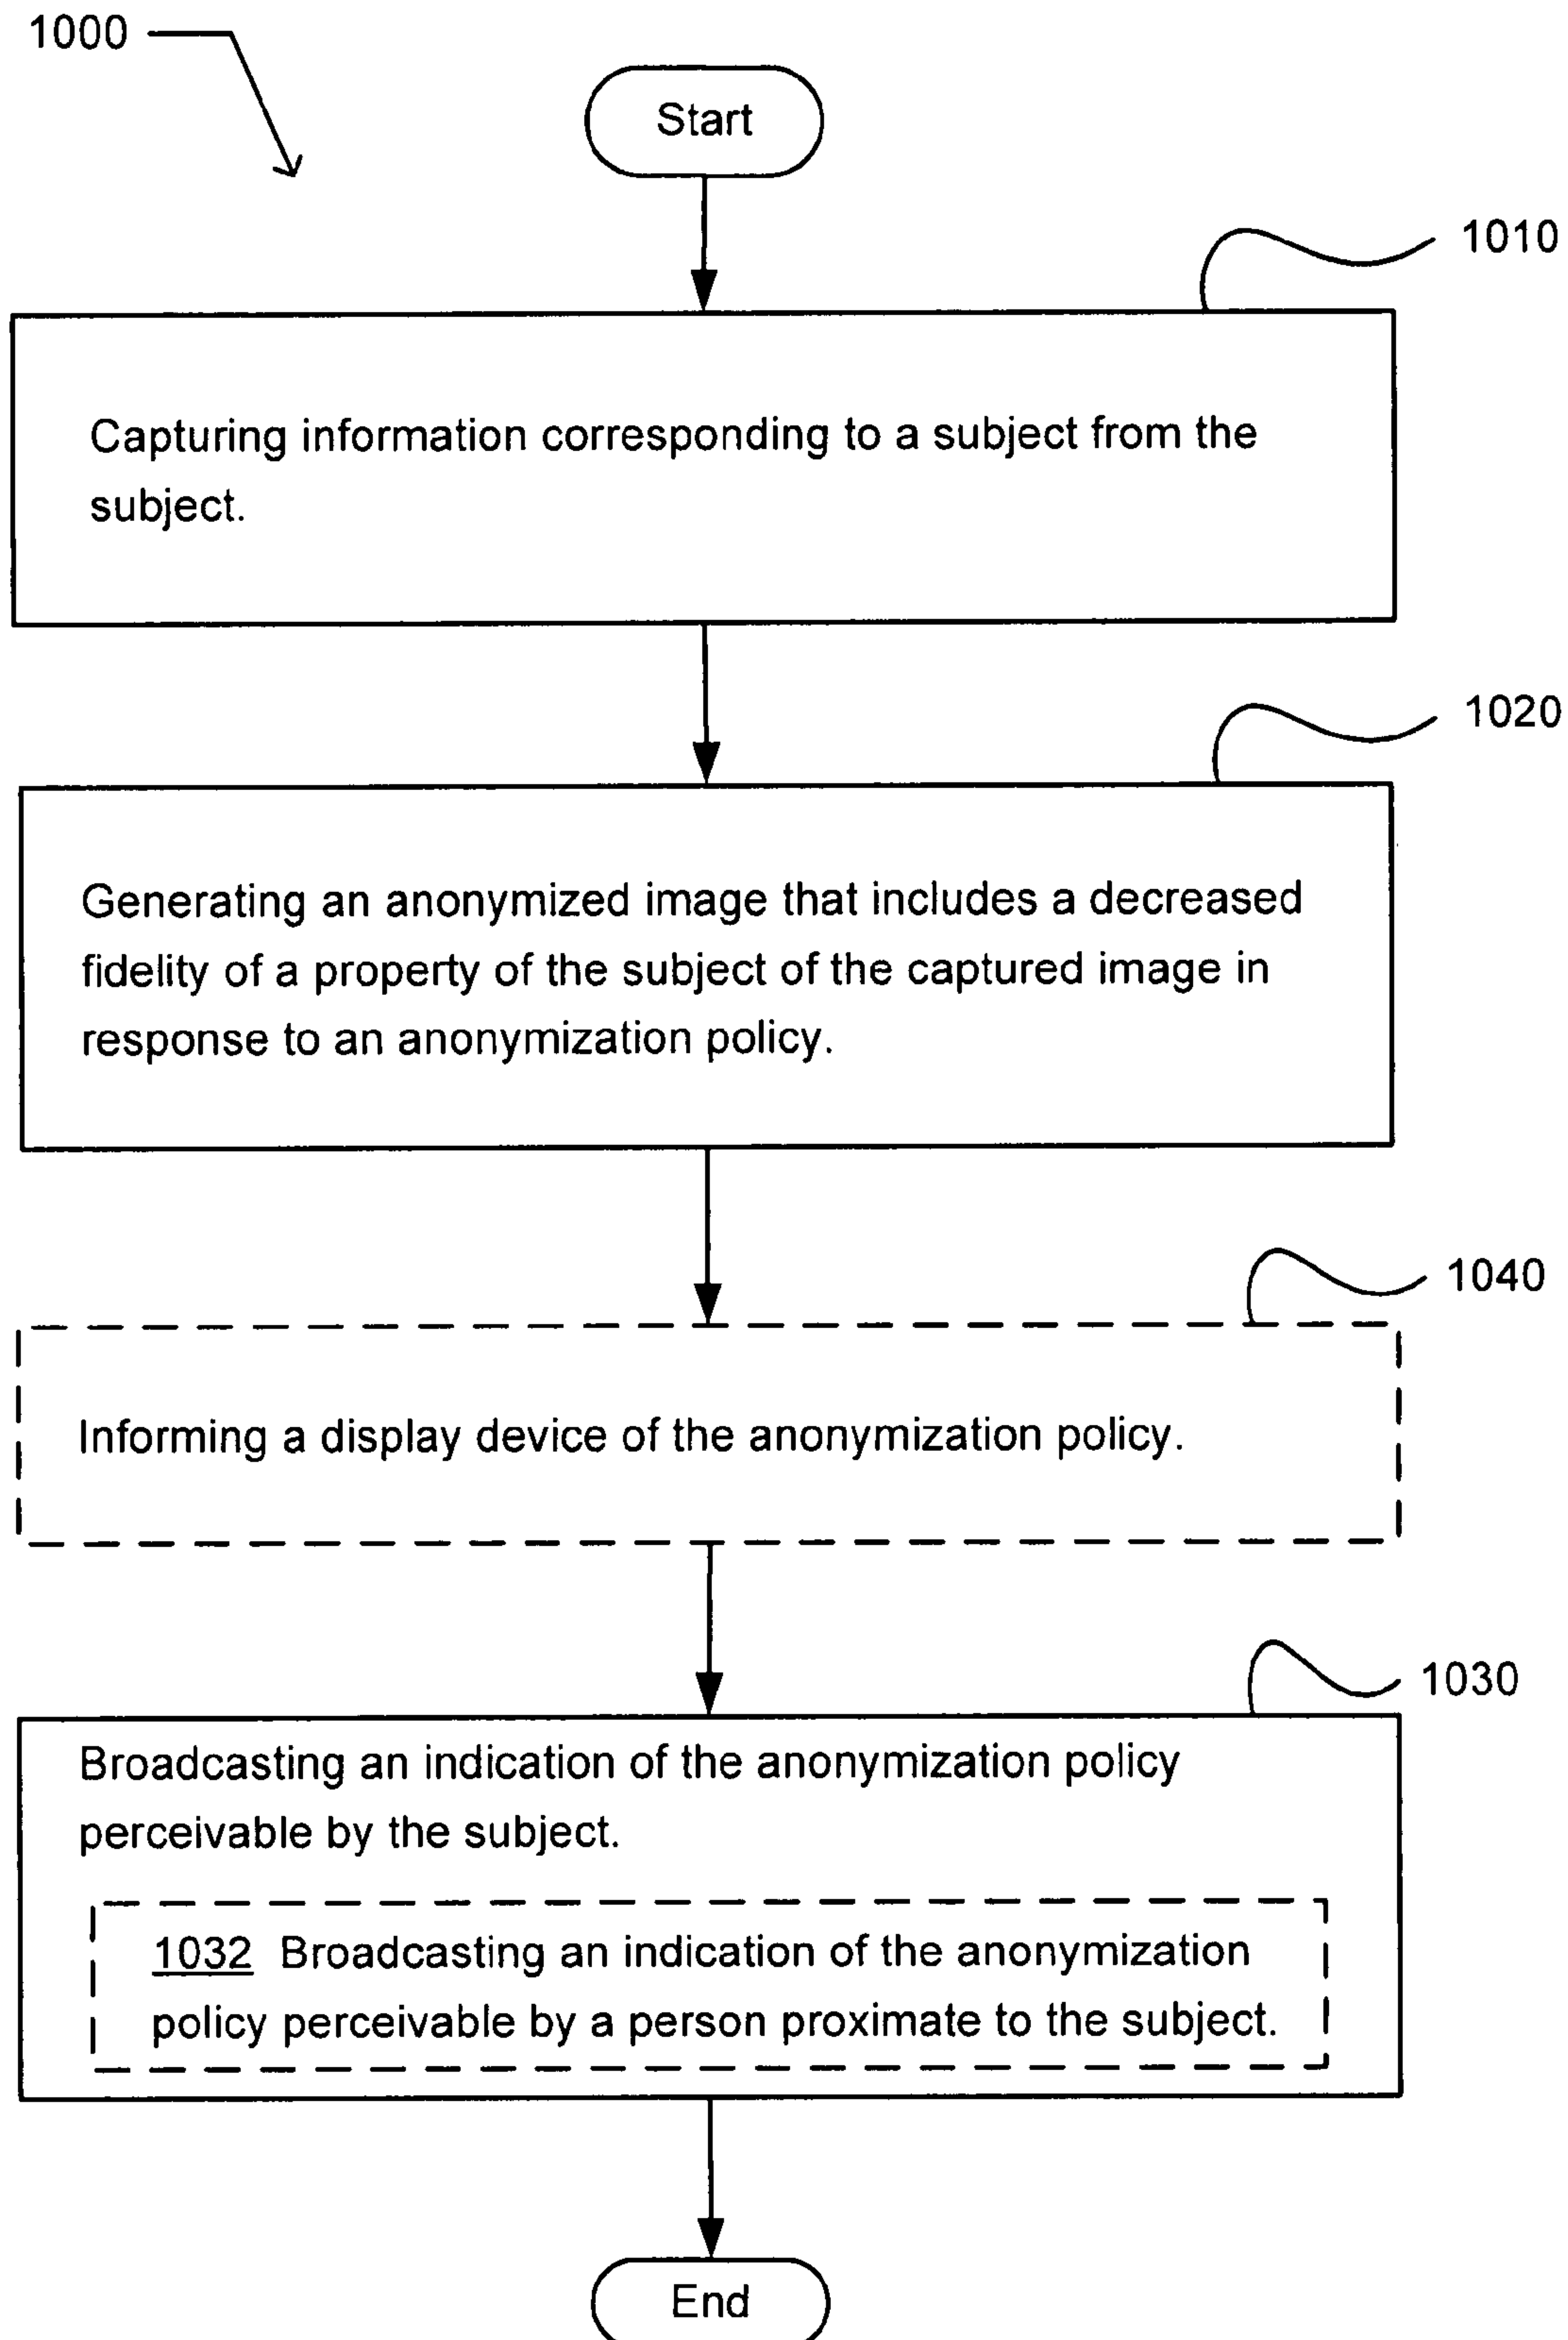 1000
Start
1010
Capturing information corresponding to a subject from the
subject.
1020
Generating an anonymized image that includes a decreased
fidelity of a property of the subject of the captured image in
response to an anonymization policy.
1040
Informing a display device of the anonymization policy.
1030
Broadcasting an indication of the anonymization policy
perceivable by the subject.
1032 Broadcasting an indication of the anonymization
policy perceivable by a person proximate to the subject.
End